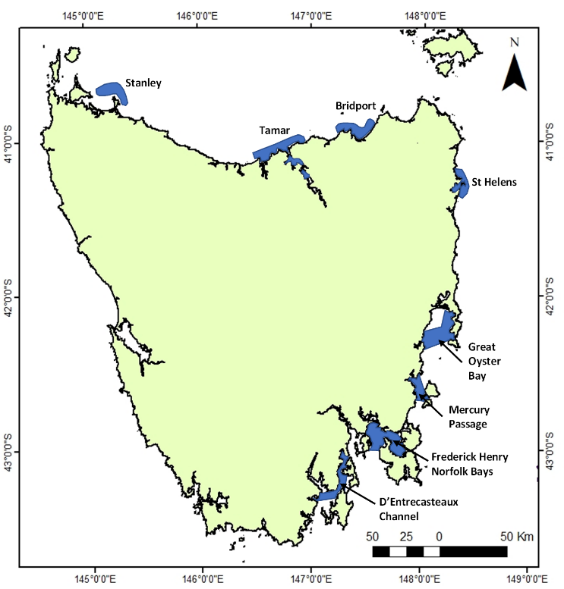 145°0'0"E 146°0'0"E 147°0'0"E 148°0'0"E
N
Stanley
Bridport
Tamar
41°0'0"S 41°0'0"S
St Helens
42°0'0"S 42°0'0"S
Great
Oyster
Bay
Mercury
Passage
43°0'0"S 43°0'0"S
Frederick Henry
Norfolk Bays
D'Entrecasteaux
Channel
50 25 0 50 Km
145°0'0"E 146°0'0"E 147°0'0"E 148°0'0"E 149°0'0"E